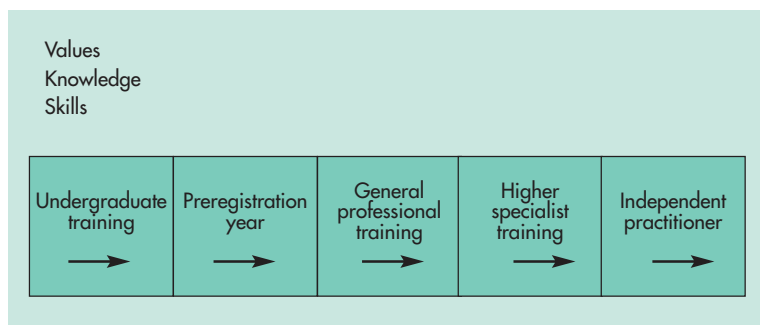 Values
Knowledge
Skills
Undergraduate
training
Preregistration
year
General
professional
training
Higher
specialist
training
Independent
practitioner